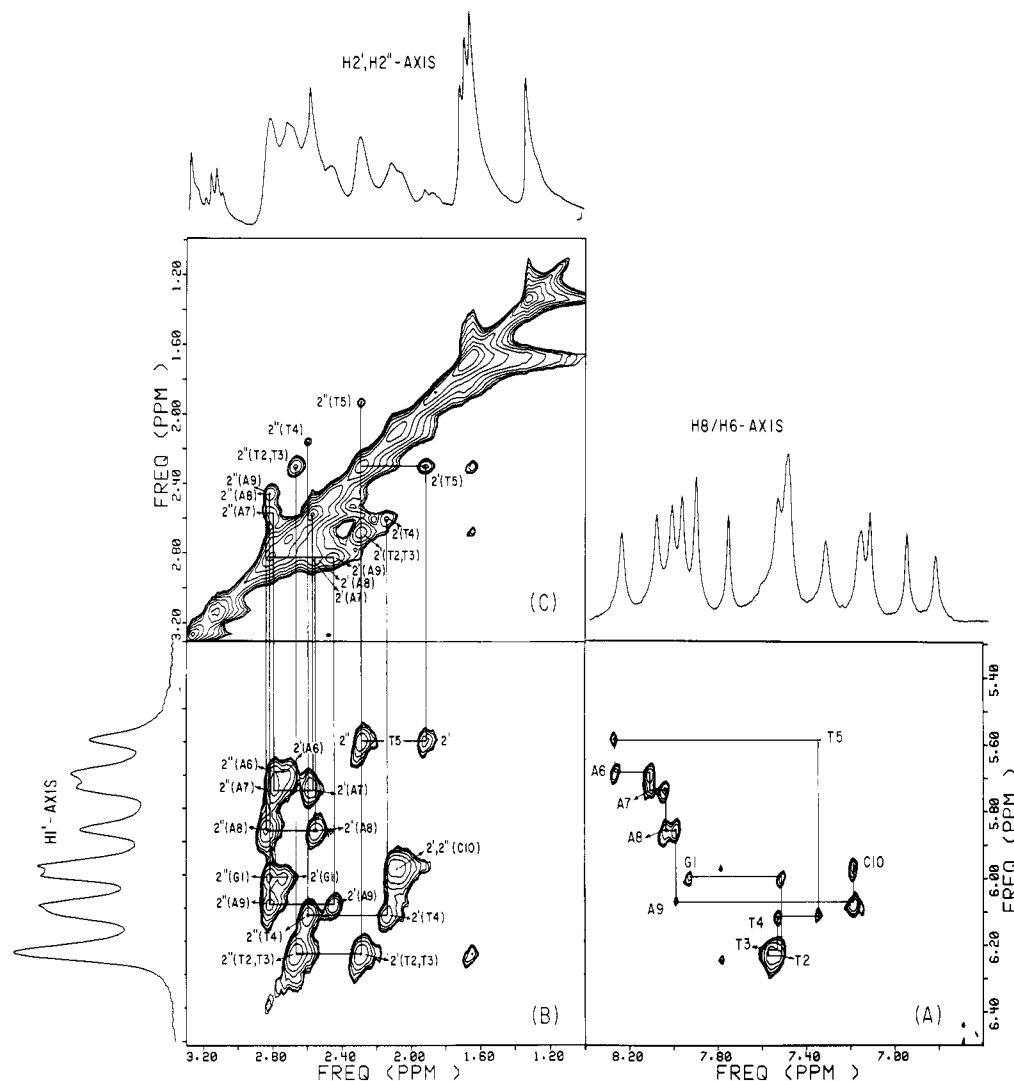 H2',H2"-AXIS
FREQ (PPM)
1.20
1.60
2.00
2.40
2.80
3.20
2"(T5)
2"(T4)
2"(T2,T3)
2"(A9)
2"(A8)
2"(A7)
2'(T5)
2'(T4)
2'(T2,T3)
2'(A9)
2'(A8)
2'(A7)
(C)
H8/H6-AXIS
H1'-AXIS
2" T5 2'
2'(A6)
2"(A6)
2"(A7) 2'(A7)
2"(A8) 2'(A8)
2',2"(C10)
2"(G1) 2'(G1)
2"(A9) 2'(A9)
2'(T4)
2"(T4)
2"(T2,T3) 2'(T2,T3)
(B)
3.20 2.80 2.40 2.00 1.60 1.20
FREQ (PPM)
T5
A6
A7
A8
G1 C10
A9
T4
T3
T2
(A)
5.40
5.60
5.80
6.00
6.20
6.40
FREQ (PPM)
8.20 7.80 7.40 7.00
FREQ (PPM)